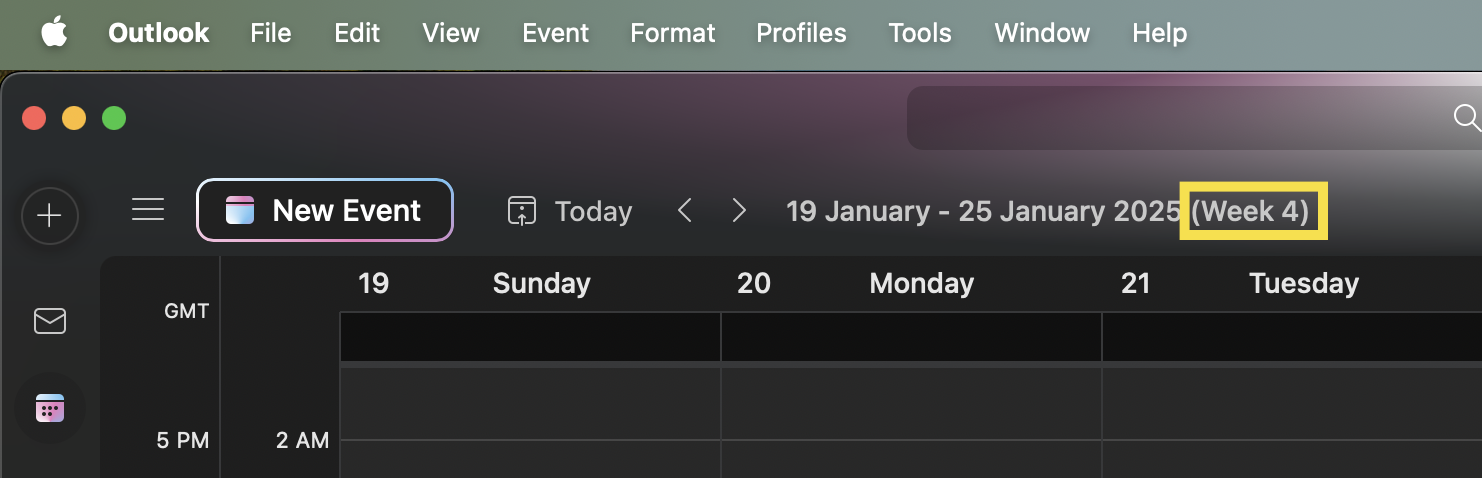 Outlook File Edit View Event Format Profiles Tools Window Help
New Event Today 19 January - 25 January 2025 (Week 4)
19 Sunday 20 Monday 21 Tuesday
GMT
5 PM 2 AM